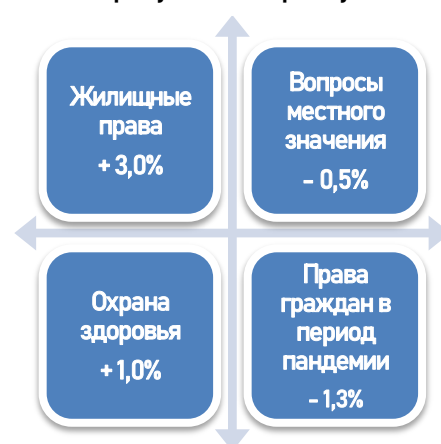 Жилищные
права
+ 3,0%
Вопросы
местного
значения
- 0,5%
Охрана
здоровья
+ 1,0%
Права
граждан в
период
пандемии
- 1,3%